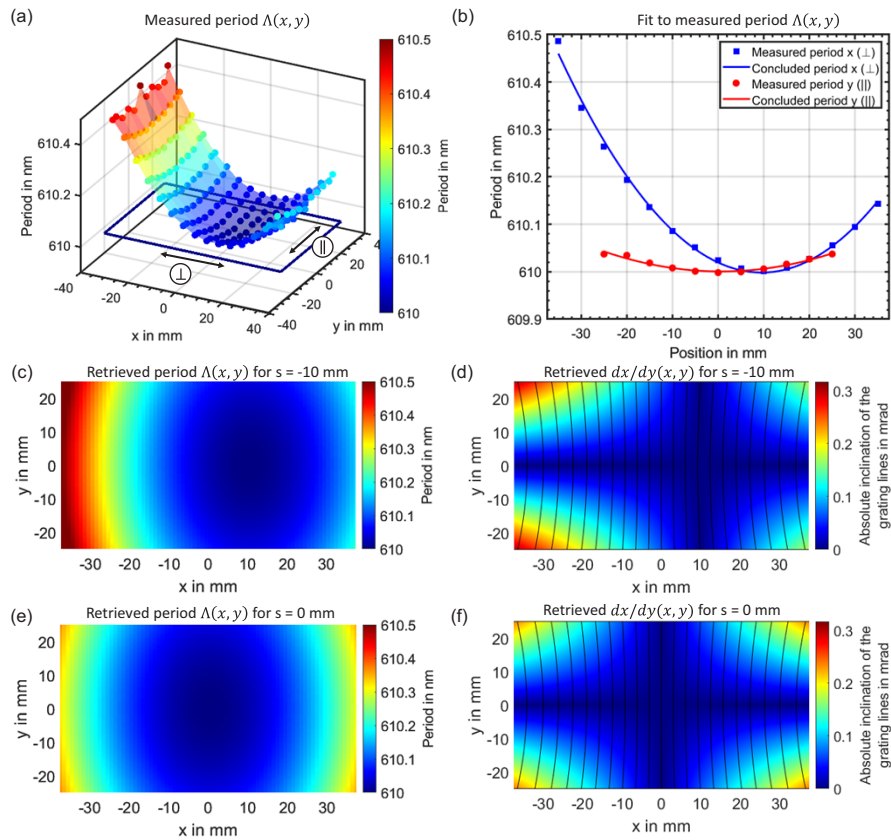 (a)
Measured period Λ(x, y)
610.5
610.4
610.3
610.2
610.1
610
Period in nm
610.4
610.2
610
Period in nm
-40
-20
0
20
40
x in mm
-40
-20
0
20
4
y in mm
⊥
||
(b)
Fit to measured period Λ(x, y)
610.5
610.4
610.3
610.2
610.1
610
609.9
Period in nm
Measured period x (⊥)
Concluded period x (⊥)
Measured period y (||)
Concluded period y (||)
-30 -20 -10 0 10 20 30
Position in mm
(c)
Retrieved period Λ(x, y) for s = -10 mm
20
10
0
-10
-20
y in mm
-30 -20 -10 0 10 20 30
x in mm
610.5
610.4
610.3
610.2
610.1
610
Period in nm
(d)
Retrieved dx/dy(x, y) for s = -10 mm
20
10
0
-10
-20
y in mm
-30 -20 -10 0 10 20 30
x in mm
0.3
0.2
0.1
0
Absolute inclination of the
grating lines in mrad
(e)
Retrieved period Λ(x, y) for s = 0 mm
20
10
0
-10
-20
y in mm
-30 -20 -10 0 10 20 30
x in mm
610.5
610.4
610.3
610.2
610.1
610
Period in nm
(f)
Retrieved dx/dy(x, y) for s = 0 mm
20
10
0
-10
-20
y in mm
-30 -20 -10 0 10 20 30
x in mm
0.3
0.2
0.1
0
Absolute inclination of the
grating lines in mrad